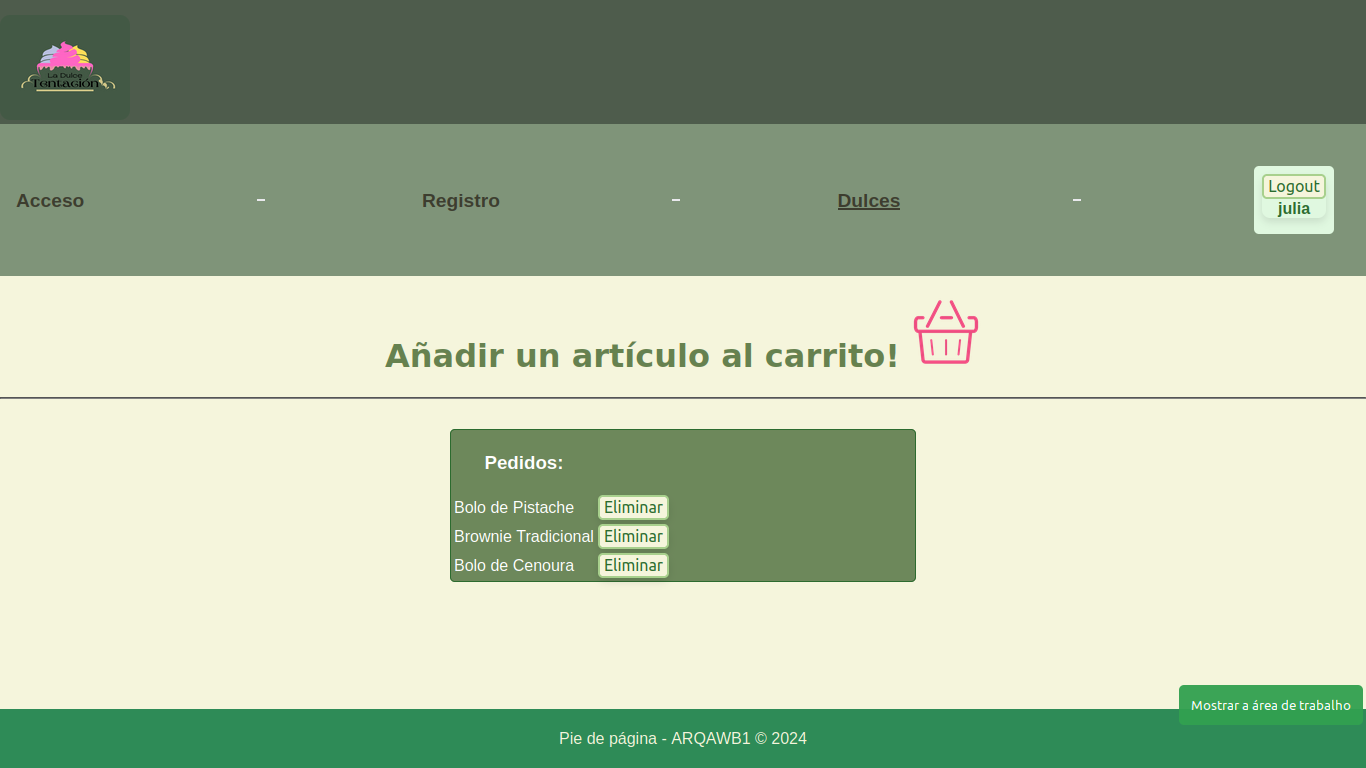 La Dulce
Tentación
Acceso - Registro - Dulces - Logout
julia
Añadir un artículo al carrito!
Pedidos:
Bolo de Pistache Eliminar
Brownie Tradicional Eliminar
Bolo de Cenoura Eliminar
Mostrar a área de trabalho
Pie de página - ARQAWB1 © 2024